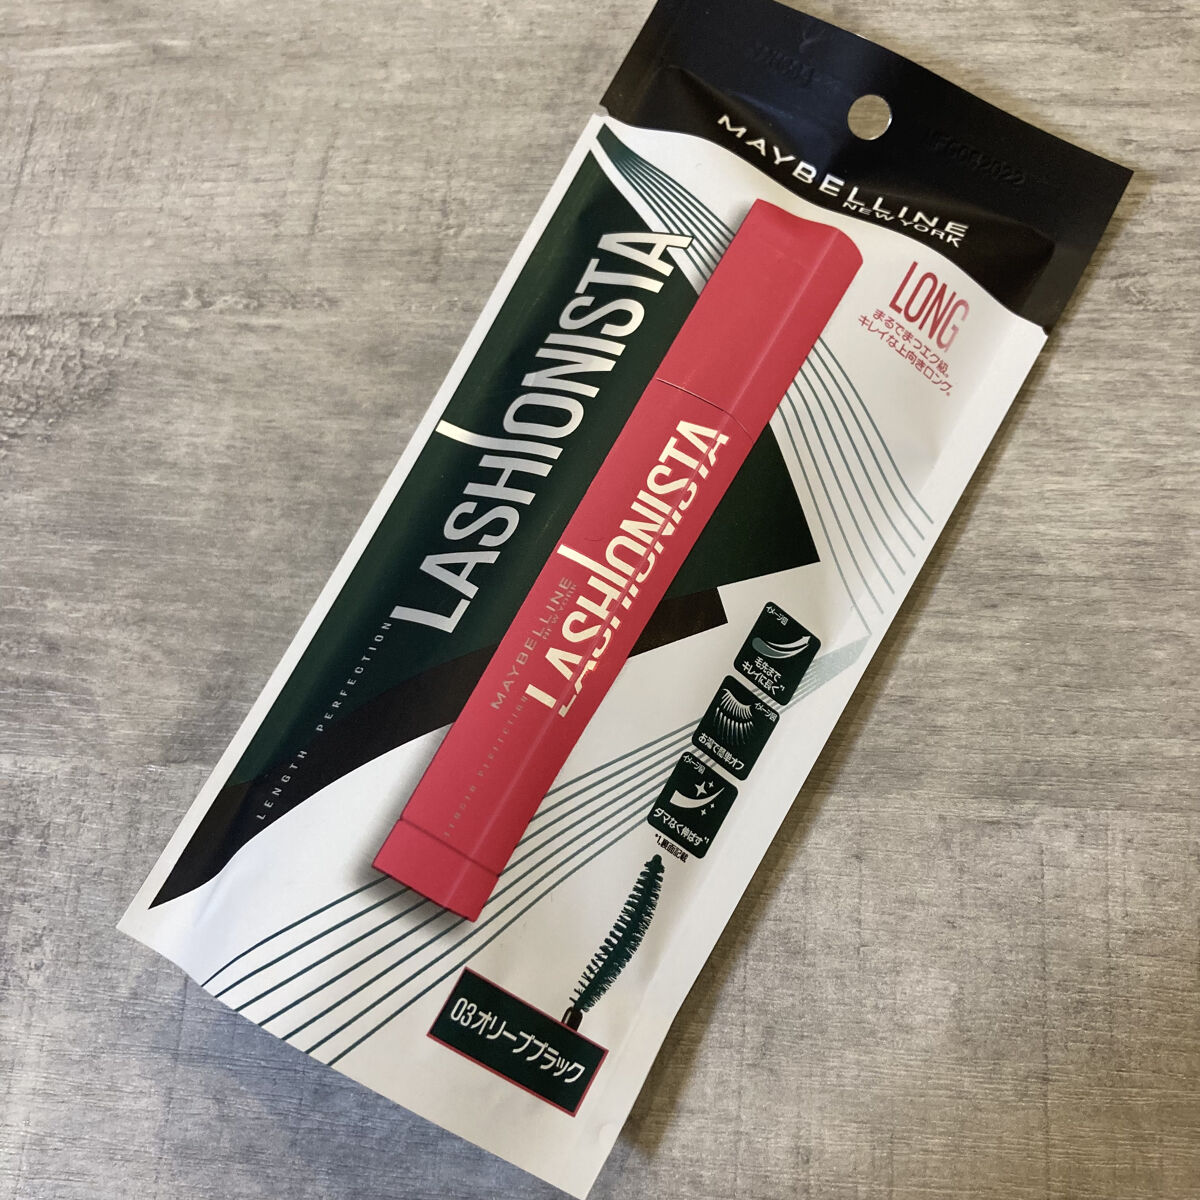 MAYBELLINE
NEW YORK
LONG
まるでまつエク級。
キレイな上向きロング。
LASHIONISTA
LENGTH PERFECTION
LASHIONISTA
MAYBELLINE
NEW YORK
LENGTH PERFECTION
イメージ図
毛先まで
キレイに長く*1
イメージ図
お湯で簡単オフ
イメージ図
ダマなく伸ばす*1
*1.裏面記載
03オリーブブラック